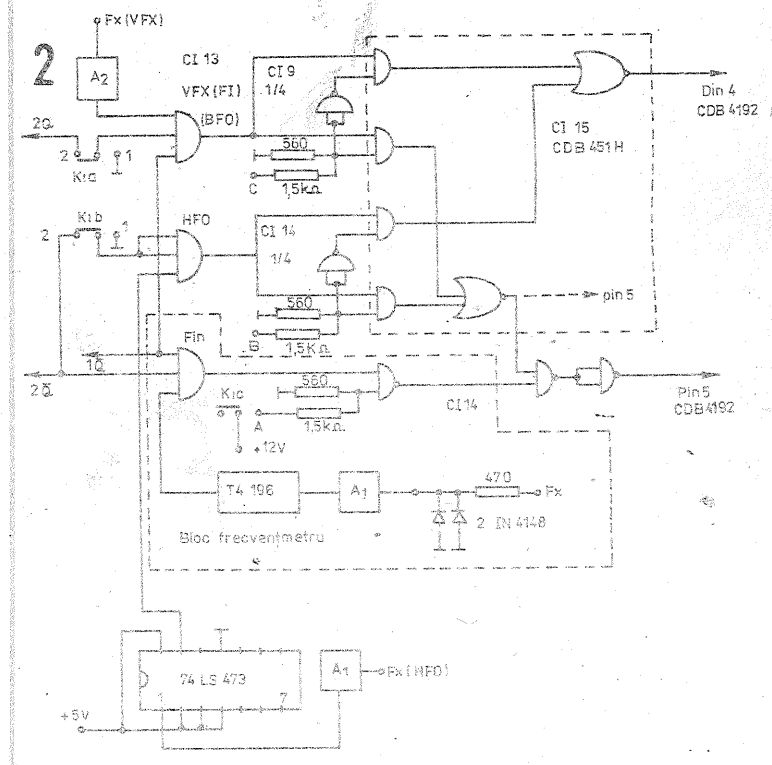 2
Fx (VFX)
A2
CI 13
VFX (FI)
(BFO)
CI 9
1/4
2Q
2
1
K1a
560
1,5kΩ
C
CI 15
CDB 451H
Din 4
CDB 4192
K1b
2
1
HFO
CI 14
1/4
560
1,5KΩ
B
pin 5
Fin
1Q
2Q̄
K1c
A
+12V
560
1,5kΩ
CI 14
Pin 5
CDB 4192
T4 196
A1
470
Fx
2 IN 4148
Bloc frecventmetru
74 LS 473
1
7
+5V
A1
Fx (HFO)